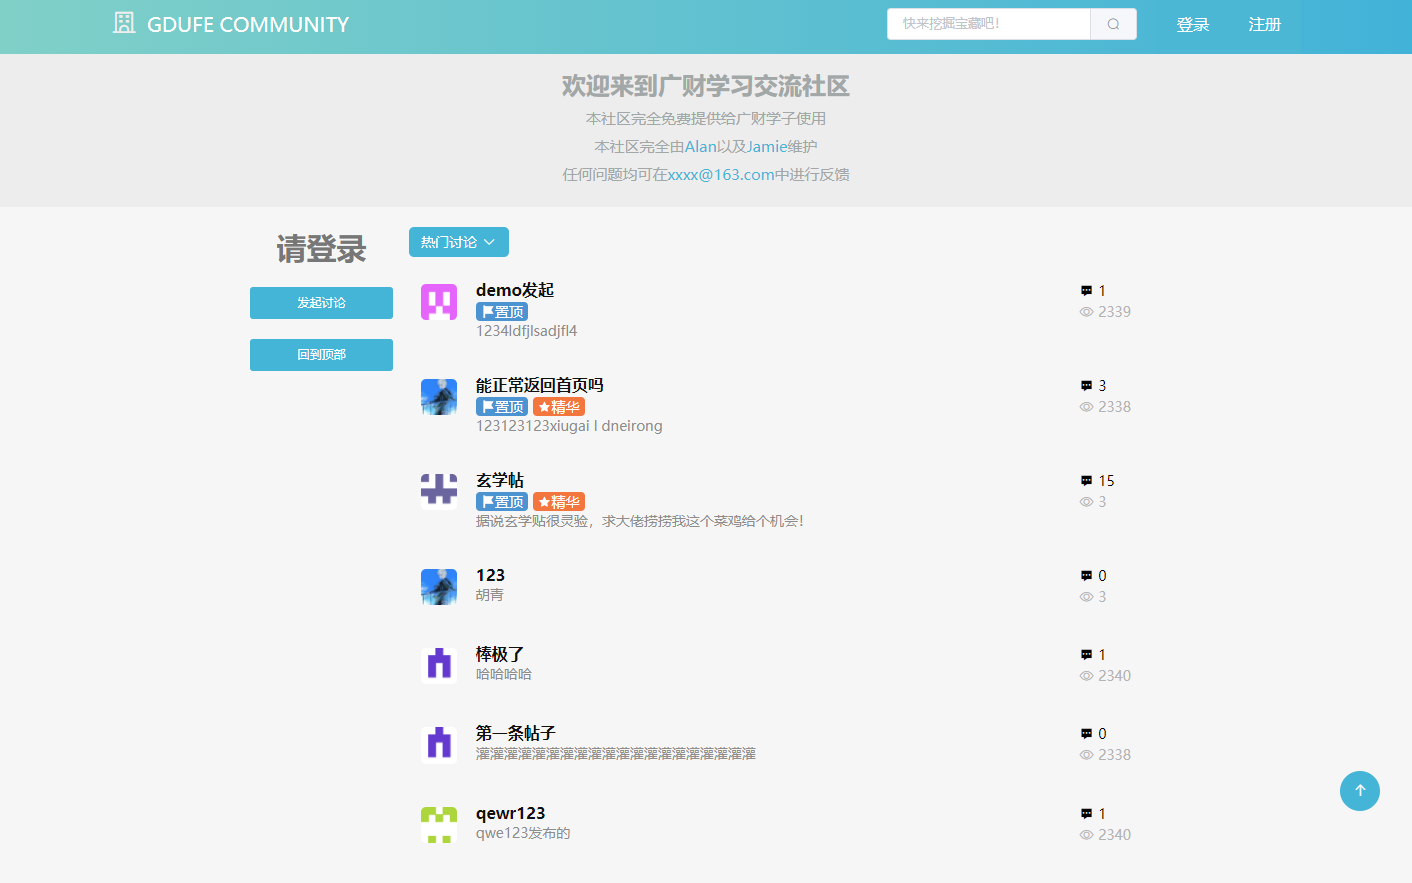 GDUFE COMMUNITY
快来挖掘宝藏吧!
登录
注册
欢迎来到广财学习交流社区
本社区完全免费提供给广财学子使用
本社区完全由Alan以及Jamie维护
任何问题均可在xxxx@163.com中进行反馈
请登录
发起讨论
回到顶部
热门讨论
demo发起
1
置顶
2339
1234ldfjlsadjfl4
能正常返回首页吗
3
置顶 精华
2338
123123123xiugai l dneirong
玄学帖
15
置顶 精华
3
据说玄学贴很灵验，求大佬捞捞我这个菜鸡给个机会！
123
0
胡青
3
棒极了
1
哈哈哈哈
2340
第一条帖子
0
灌灌灌灌灌灌灌灌灌灌灌灌灌灌灌灌灌灌灌灌
2338
qewr123
1
qwe123发布的
2340